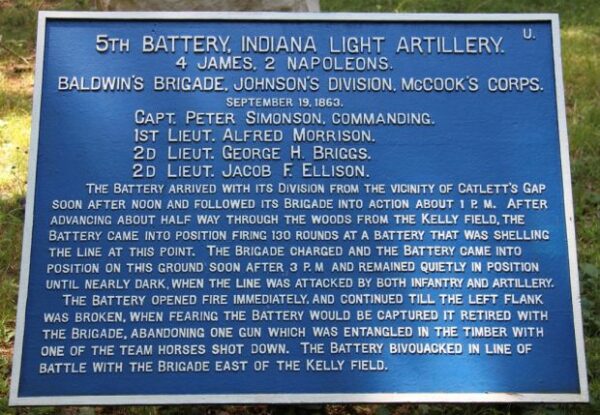 U.
5TH BATTERY, INDIANA LIGHT ARTILLERY.
4 JAMES, 2 NAPOLEONS.
BALDWIN'S BRIGADE, JOHNSON'S DIVISION, MCCOOK'S CORPS.
SEPTEMBER 19, 1863.
CAPT. PETER SIMONSON, COMMANDING.
1ST LIEUT. ALFRED MORRISON.
2D LIEUT. GEORGE H. BRIGGS.
2D LIEUT. JACOB F. ELLISON.
THE BATTERY ARRIVED WITH ITS DIVISION FROM THE VICINITY OF CATLETT'S GAP
SOON AFTER NOON AND FOLLOWED ITS BRIGADE INTO ACTION ABOUT 1 P. M. AFTER
ADVANCING ABOUT HALF WAY THROUGH THE WOODS FROM THE KELLY FIELD, THE
BATTERY CAME INTO POSITION FIRING 130 ROUNDS AT A BATTERY THAT WAS SHELLING
THE LINE AT THIS POINT. THE BRIGADE CHARGED AND THE BATTERY CAME INTO
POSITION ON THIS GROUND SOON AFTER 3 P. M AND REMAINED QUIETLY IN POSITION
UNTIL NEARLY DARK, WHEN THE LINE WAS ATTACKED BY BOTH INFANTRY AND ARTILLERY.
THE BATTERY OPENED FIRE IMMEDIATELY, AND CONTINUED TILL THE LEFT FLANK
WAS BROKEN, WHEN FEARING THE BATTERY WOULD BE CAPTURED IT RETIRED WITH
THE BRIGADE, ABANDONING ONE GUN WHICH WAS ENTANGLED IN THE TIMBER WITH
ONE OF THE TEAM HORSES SHOT DOWN. THE BATTERY BIVOUACKED IN LINE OF
BATTLE WITH THE BRIGADE EAST OF THE KELLY FIELD.